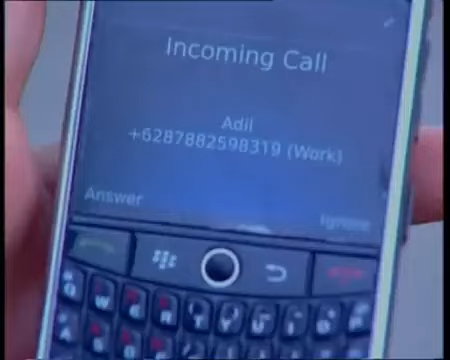 Incoming Call
Adil
+6287882598319 (Work)
Answer
Ignore
Q W E R T Y U I O P
A S D